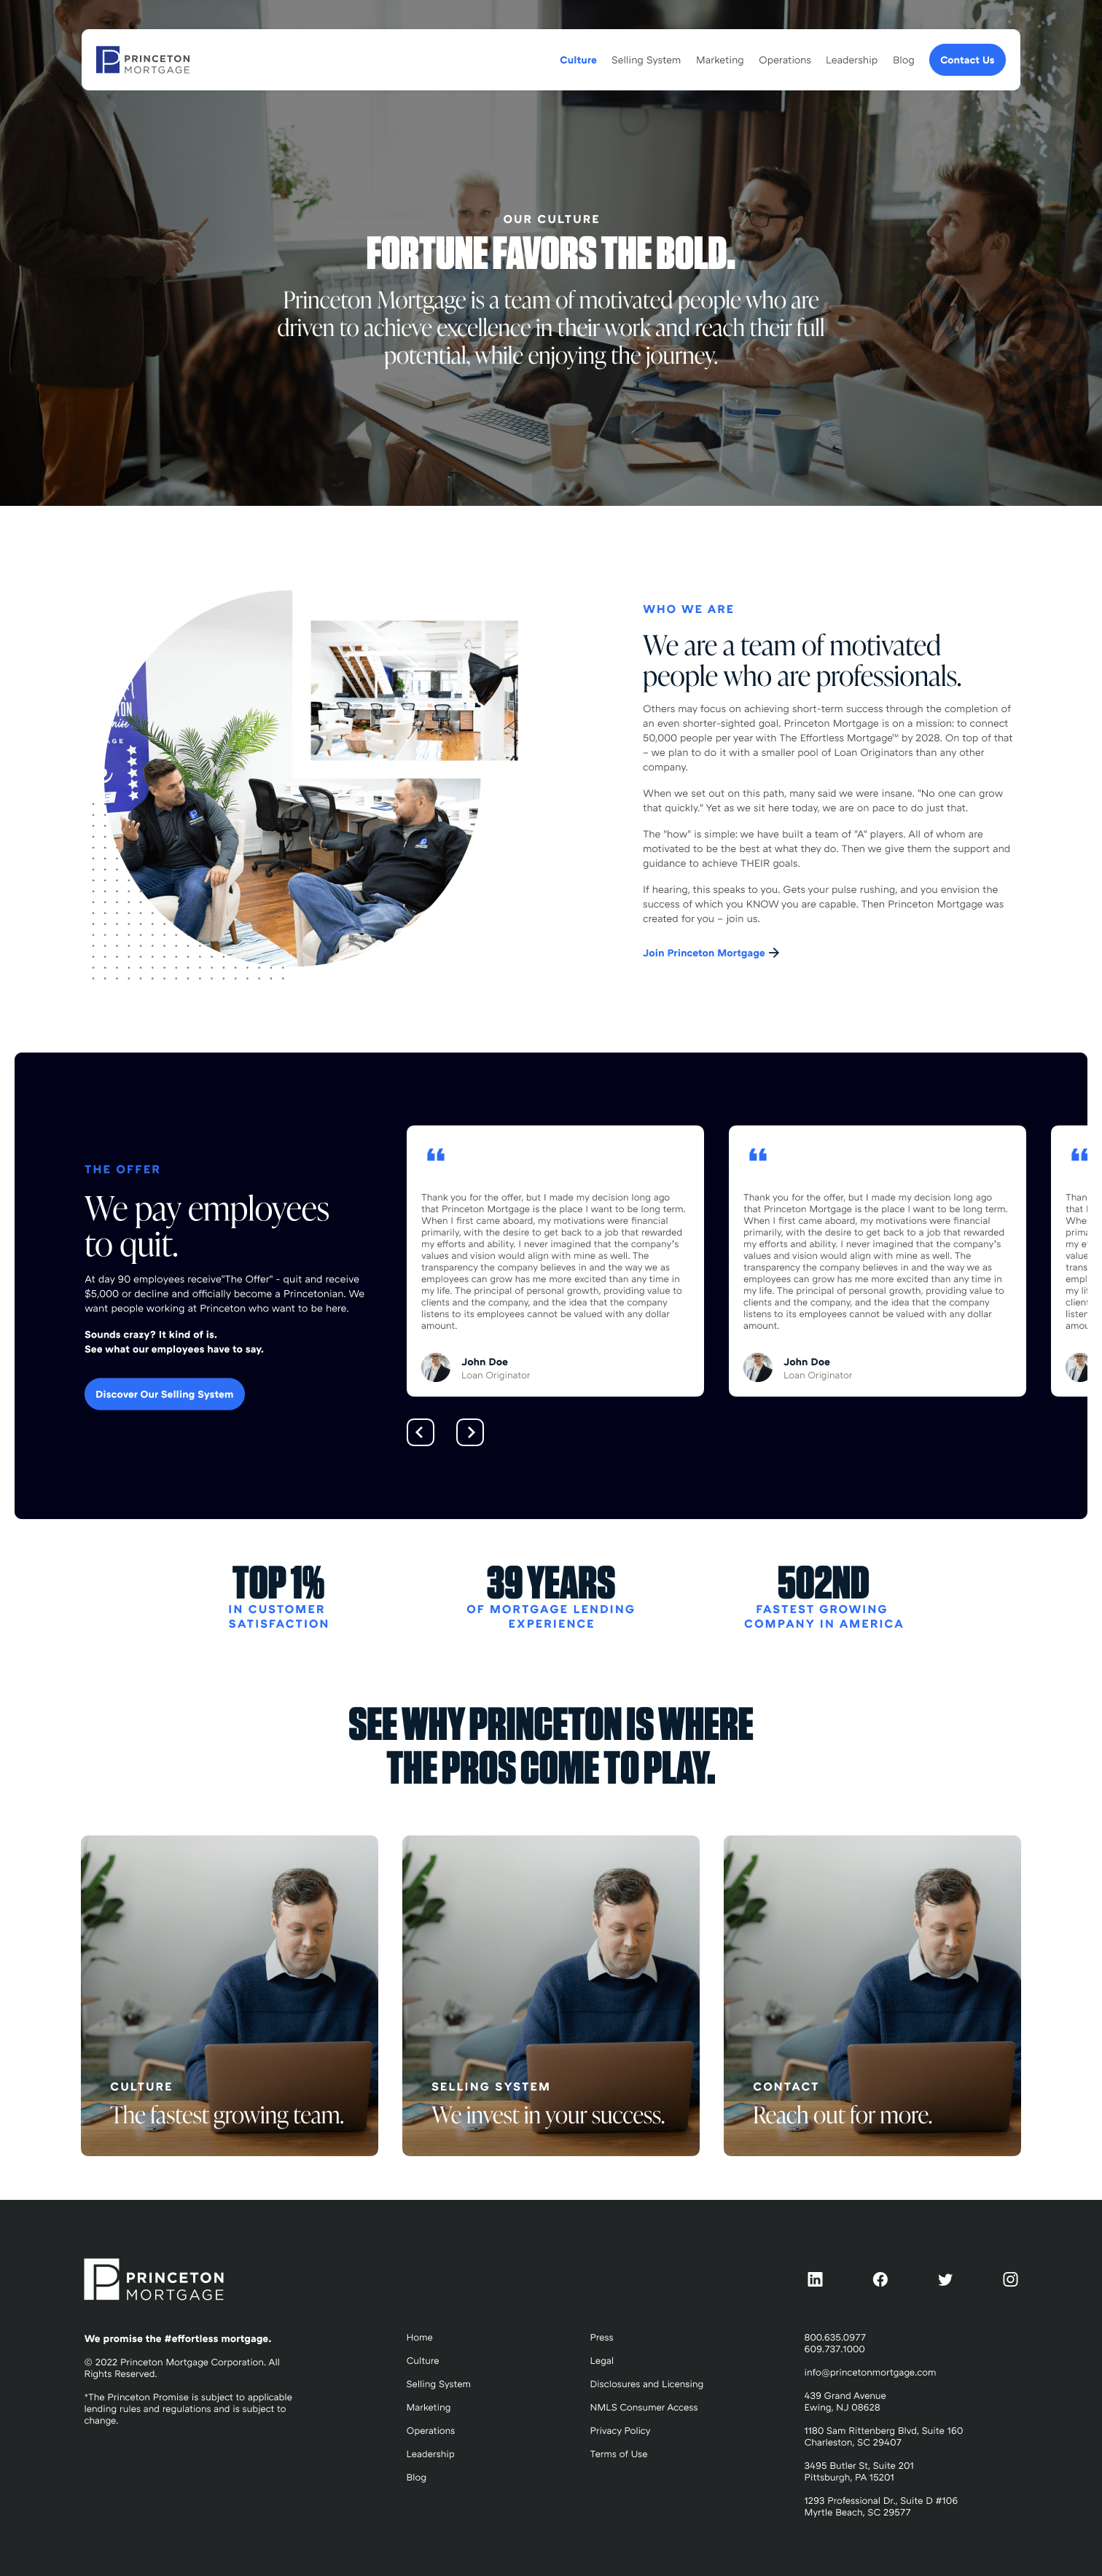 PRINCETON
MORTGAGE
Culture
Selling System
Marketing
Operations
Leadership
Blog
Contact Us
OUR CULTURE
FORTUNE FAVORS THE BOLD.
Princeton Mortgage is a team of motivated people who are
driven to achieve excellence in their work and reach their full
potential, while enjoying the journey.
WHO WE ARE
We are a team of motivated
people who are professionals.
Others may focus on achieving short-term success through the completion of
an even shorter-sighted goal. Princeton Mortgage is on a mission: to connect
50,000 people per year with The Effortless Mortgage™ by 2028. On top of that
– we plan to do it with a smaller pool of Loan Originators than any other
company.
When we set out on this path, many said we were insane. "No one can grow
that quickly." Yet as we sit here today, we are on pace to do just that.
The "how" is simple: we have built a team of "A" players. All of whom are
motivated to be the best at what they do. Then we give them the support and
guidance to achieve THEIR goals.
If hearing, this speaks to you. Gets your pulse rushing, and you envision the
success of which you KNOW you are capable. Then Princeton Mortgage was
created for you – join us.
Join Princeton Mortgage →
THE OFFER
We pay employees
to quit.
At day 90 employees receive"The Offer" - quit and receive
$5,000 or decline and officially become a Princetonian. We
want people working at Princeton who want to be here.
Sounds crazy? It kind of is.
See what our employees have to say.
Discover Our Selling System
“
Thank you for the offer, but I made my decision long ago
that Princeton Mortgage is the place I want to be long term.
When I first came aboard, my motivations were financial
primarily, with the desire to get back to a job that rewarded
my efforts and ability. I never imagined that the company's
values and vision would align with mine as well. The
transparency the company believes in and the way we as
employees can grow has me more excited than any time in
my life. The principal of personal growth, providing value to
clients and the company, and the idea that the company
listens to its employees cannot be valued with any dollar
amount.
John Doe
Loan Originator
“
Thank you for the offer, but I made my decision long ago
that Princeton Mortgage is the place I want to be long term.
When I first came aboard, my motivations were financial
primarily, with the desire to get back to a job that rewarded
my efforts and ability. I never imagined that the company's
values and vision would align with mine as well. The
transparency the company believes in and the way we as
employees can grow has me more excited than any time in
my life. The principal of personal growth, providing value to
clients and the company, and the idea that the company
listens to its employees cannot be valued with any dollar
amount.
John Doe
Loan Originator
“
TOP 1%
IN CUSTOMER
SATISFACTION
39 YEARS
OF MORTGAGE LENDING
EXPERIENCE
502ND
FASTEST GROWING
COMPANY IN AMERICA
SEE WHY PRINCETON IS WHERE
THE PROS COME TO PLAY.
CULTURE
The fastest growing team.
SELLING SYSTEM
We invest in your success.
CONTACT
Reach out for more.
PRINCETON
MORTGAGE
We promise the #effortless mortgage.
© 2022 Princeton Mortgage Corporation. All
Rights Reserved.
*The Princeton Promise is subject to applicable
lending rules and regulations and is subject to
change.
Home
Culture
Selling System
Marketing
Operations
Leadership
Blog
Press
Legal
Disclosures and Licensing
NMLS Consumer Access
Privacy Policy
Terms of Use
800.635.0977
609.737.1000
info@princetonmortgage.com
439 Grand Avenue
Ewing, NJ 08628
1180 Sam Rittenberg Blvd, Suite 160
Charleston, SC 29407
3495 Butler St, Suite 201
Pittsburgh, PA 15201
1293 Professional Dr., Suite D #106
Myrtle Beach, SC 29577